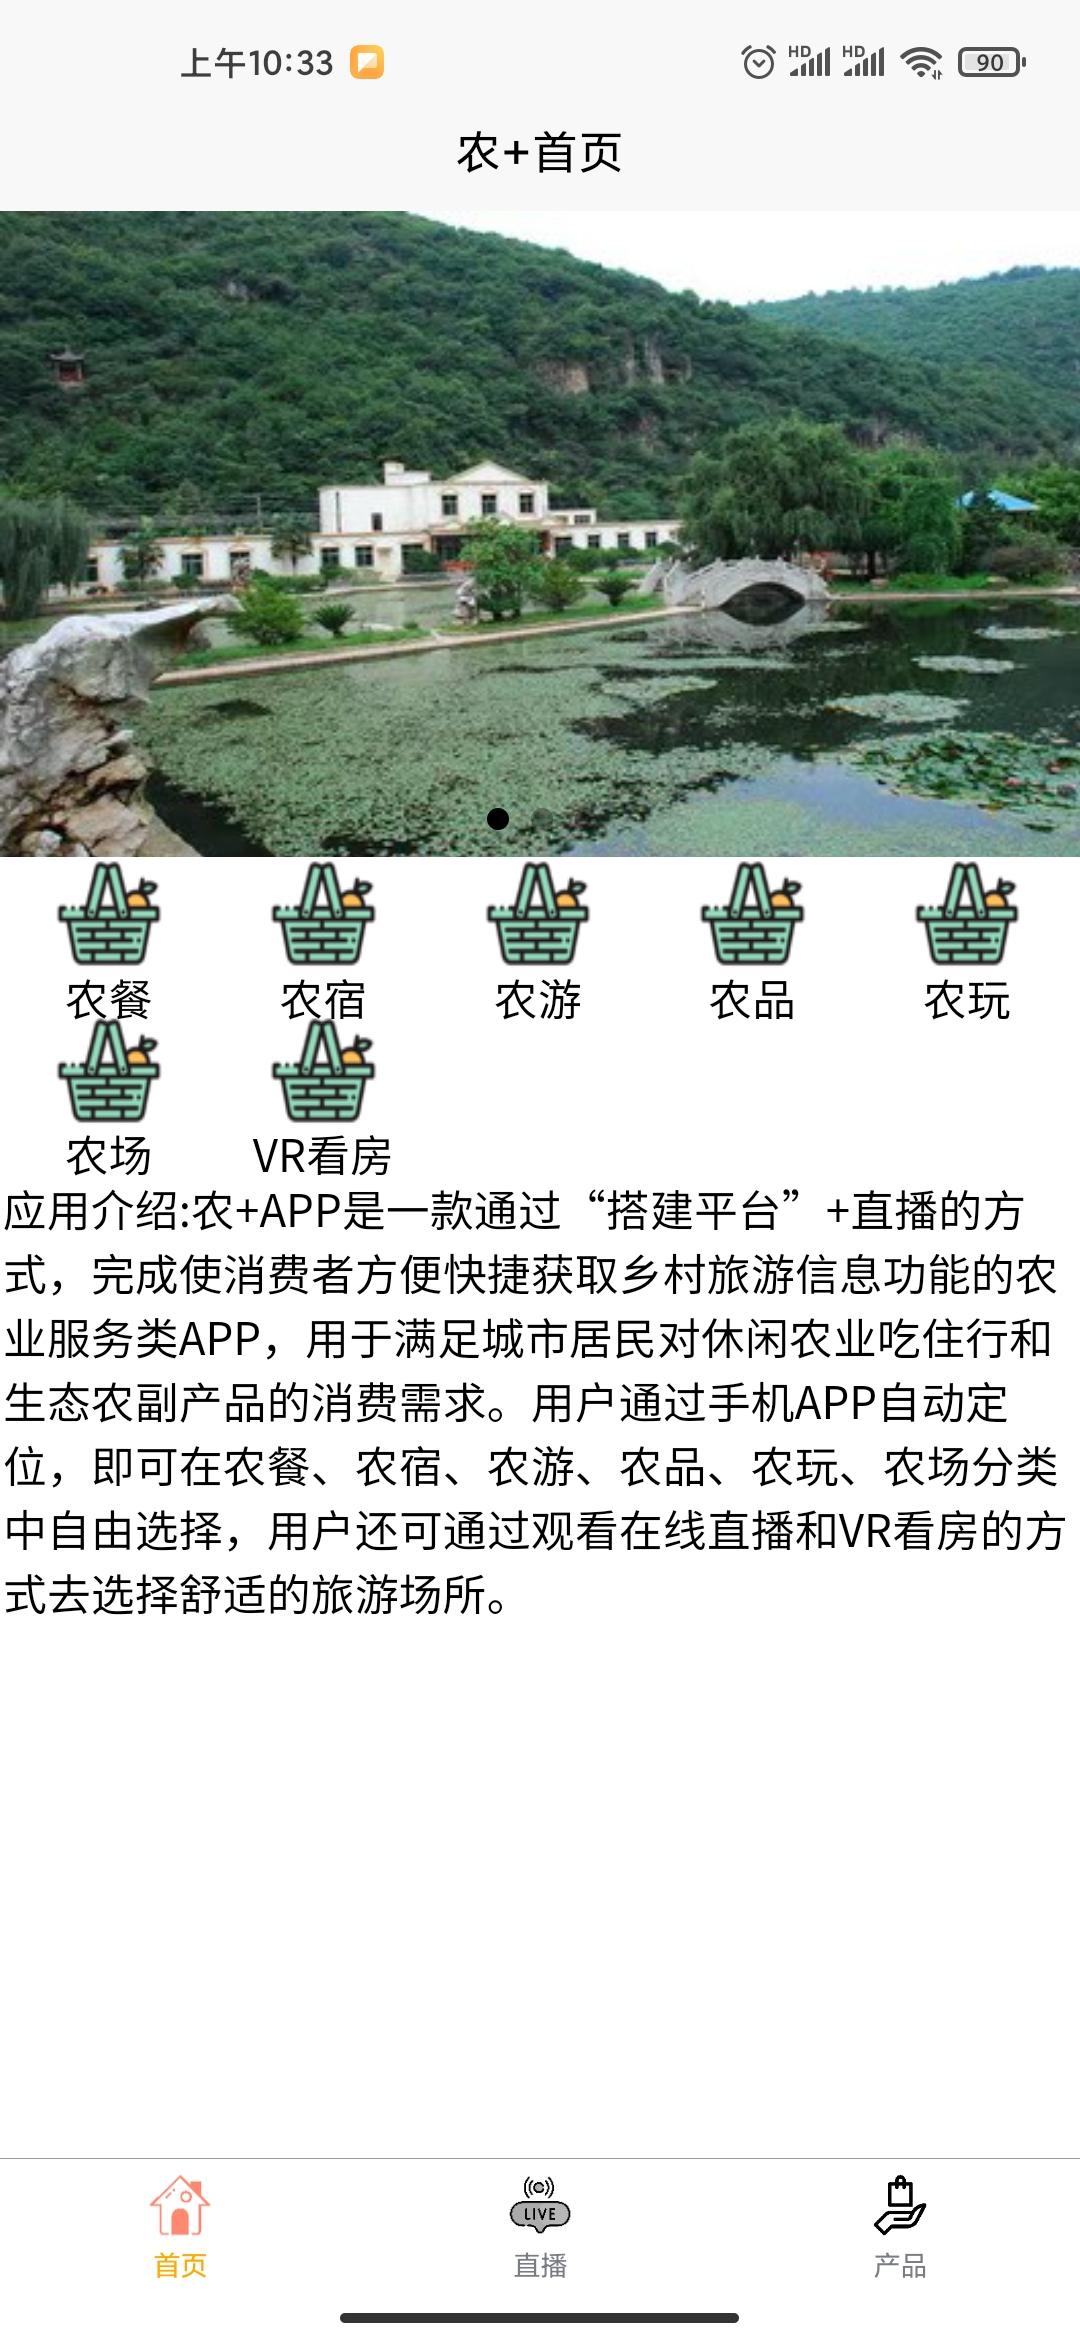 上午10:33
HD HD 90
农+首页
农餐 农宿 农游 农品 农玩
农场 VR看房
应用介绍:农+APP是一款通过“搭建平台”+直播的方
式，完成使消费者方便快捷获取乡村旅游信息功能的农
业服务类APP，用于满足城市居民对休闲农业吃住行和
生态农副产品的消费需求。用户通过手机APP自动定
位，即可在农餐、农宿、农游、农品、农玩、农场分类
中自由选择，用户还可通过观看在线直播和VR看房的方
式去选择舒适的旅游场所。
LIVE
首页 直播 产品